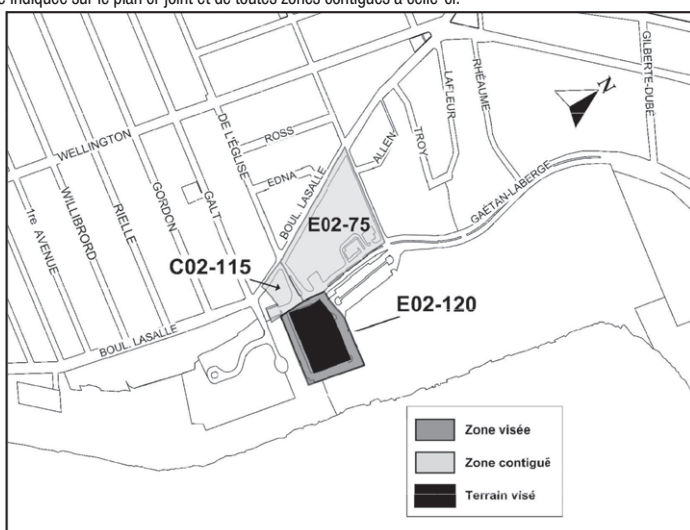 e indiquée sur le plan ci-joint et de toutes zones contiguës à celle-ci.
GILBERTE-DUBÉ
RHÉAUME
LAFLEUR
TROY
ALLEN
N
DE L'ÉGLISE
ROSS
WELLINGTON
EDNA
BOUL. LASALLE
GAÉTAN-LABERGE
GALT
GORDON
RIELLE
WILLIBRORD
1re AVENUE
E02-75
C02-115
E02-120
BOUL. LASALLE
Zone visée
Zone contiguë
Terrain visé